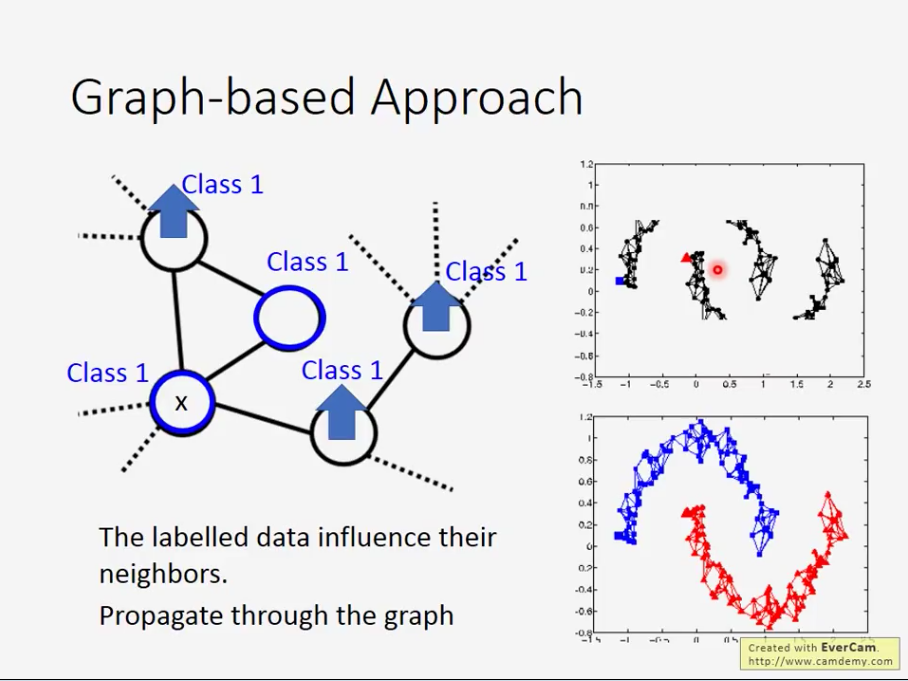 Graph-based Approach
Class 1
Class 1
Class 1
Class 1
Class 1
x
The labelled data influence their
neighbors.
Propagate through the graph
1.2
1
0.8
0.6
0.4
0.2
0
-0.2
-0.4
-0.6
-0.8
-1.5 -1 -0.5 0 0.5 1 1.5 2 2.5
1.2
1
0.8
0.6
0.4
0.2
0
-0.2
-0.4
-0.6
-0.8
Created with EverCam.
http://www.camdemy.com